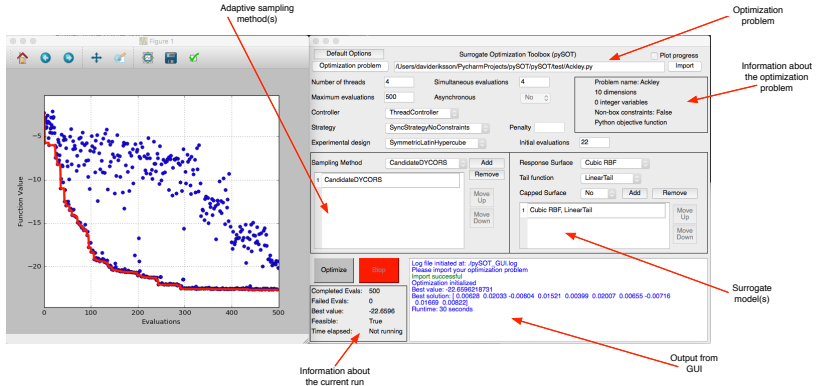 Adaptive sampling
method(s)
Optimization
problem
Figure 1
Default Options
Surrogate Optimization Toolbox (pySOT)
Plot progress
Optimization problem
/Users/davideriksson/PycharmProjects/pySOT/pySOT/test/Ackley.py
Import
Number of threads 4
Simultaneous evaluations 4
Maximum evaluations 500
Asynchronous No
Controller ThreadController
Strategy SyncStrategyNoConstraints
Penalty
Experimental design SymmetricLatinHypercube
Initial evaluations 22
Problem name: Ackley
10 dimensions
0 integer variables
Non-box constraints: False
Python objective function
Information about
the optimization
problem
Sampling Method CandidateDYCORS Add
Remove
1 CandidateDYCORS
Move
Up
Move
Down
Response Surface Cubic RBF
Tail function LinearTail
Capped Surface No Add Remove
1 Cubic RBF, LinearTail
Move
Up
Move
Down
Optimize
Stop
Completed Evals: 500
Failed Evals: 0
Best value: -22.6596
Feasible: True
Time elapsed: Not running
Log file initiated at: ./pySOT_GUI.log
Please import your optimization problem
Import successful
Optimization initialized
Best value: -22.6596218731
Best solution: [ 0.00628 0.02033 -0.00604 0.01521 0.00399 0.02007 0.00655 -0.00716
0.01669 0.00822]
Runtime: 30 seconds
Function Value
−5
−10
−15
−20
0 100 200 300 400 500
Evaluations
Surrogate
model(s)
Output from
GUI
Information about
the current run